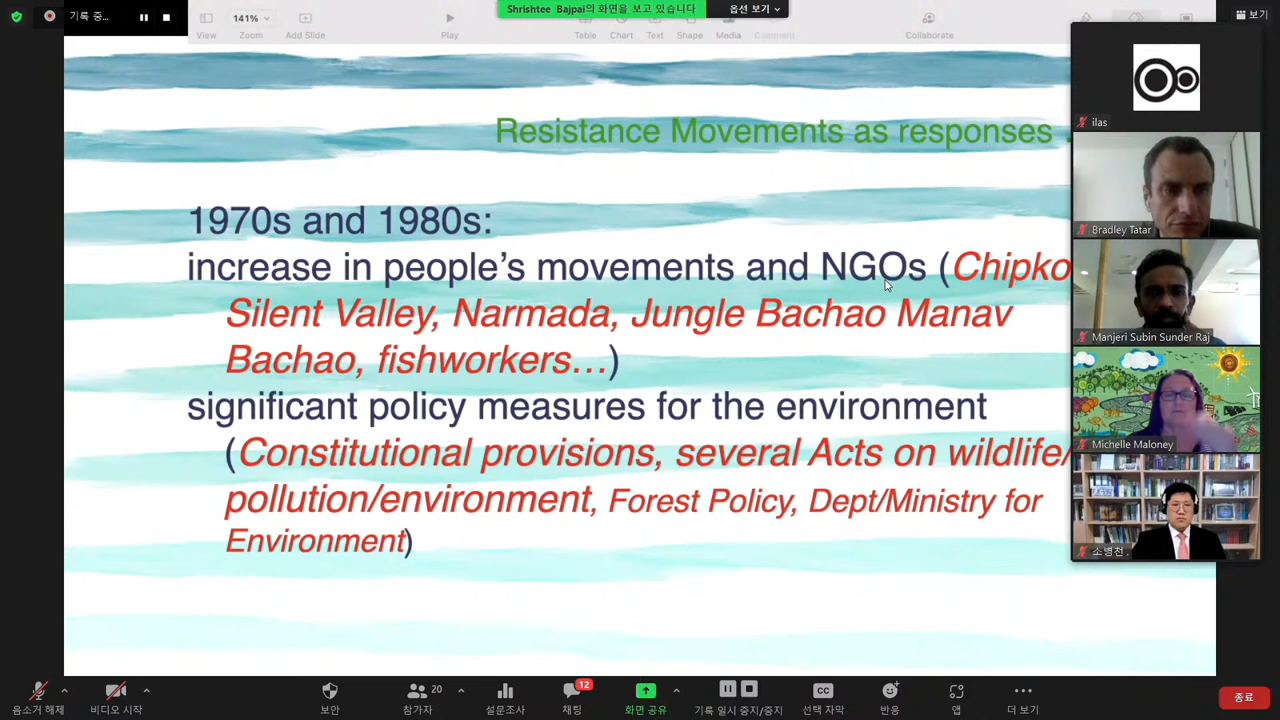 기록 중...
Shrishtee Bajpai의 화면을 보고 있습니다
옵션 보기
보기
141%
View
Zoom
Add Slide
Play
Table
Chart
Text
Shape
Media
Comment
Collaborate
Resistance Movements as responses
1970s and 1980s:
increase in people's movements and NGOs (Chipko
Silent Valley, Narmada, Jungle Bachao Manav
Bachao, fishworkers…)
significant policy measures for the environment
(Constitutional provisions, several Acts on wildlife/
pollution/environment, Forest Policy, Dept/Ministry for
Environment)
ilas
Bradley Tatar
Manjeri Subin Sunder Raj
Michelle Maloney
소병천 .
음소거 해제
비디오 시작
보안
20
참가자
설문조사
12
채팅
화면 공유
기록 일시 중지/중지
CC
선택 자막
반응
앱
더 보기
종료